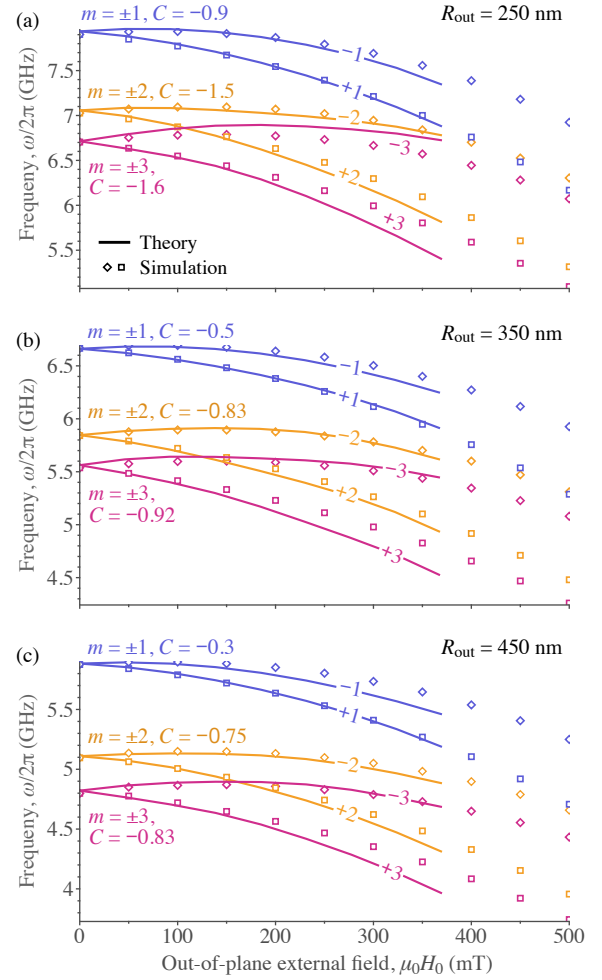 (a)
m = ±1, C = −0.9
R_out = 250 nm
7.5
7
6.5
6
5.5
Frequeny, ω/2π (GHz)
−1
+1
m = ±2, C = −1.5
−2
−3
m = ±3,
C = −1.6
+2
+3
Theory
Simulation
(b)
m = ±1, C = −0.5
R_out = 350 nm
6.5
6
5.5
5
4.5
Frequeny, ω/2π (GHz)
−1
+1
m = ±2, C = −0.83
−2
−3
m = ±3,
C = −0.92
+2
+3
(c)
m = ±1, C = −0.3
R_out = 450 nm
5.5
5
4.5
4
Frequeny, ω/2π (GHz)
−1
+1
m = ±2, C = −0.75
−2
−3
m = ±3,
C = −0.83
+2
+3
0 100 200 300 400 500
Out-of-plane external field, μ0H0 (mT)